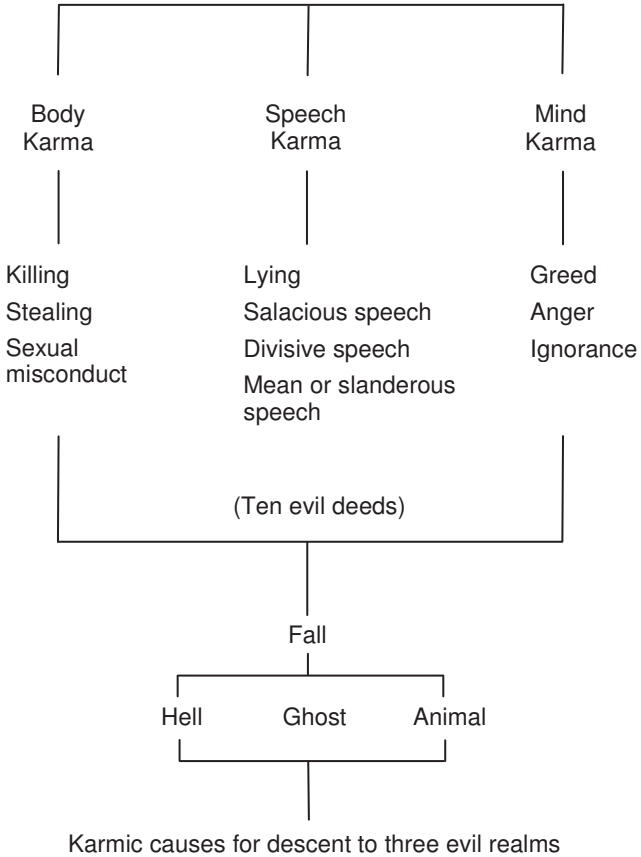 Body
Karma
Speech
Karma
Mind
Karma
Killing
Stealing
Sexual
misconduct
Lying
Salacious speech
Divisive speech
Mean or slanderous
speech
Greed
Anger
Ignorance
(Ten evil deeds)
Fall
Hell Ghost Animal
Karmic causes for descent to three evil realms